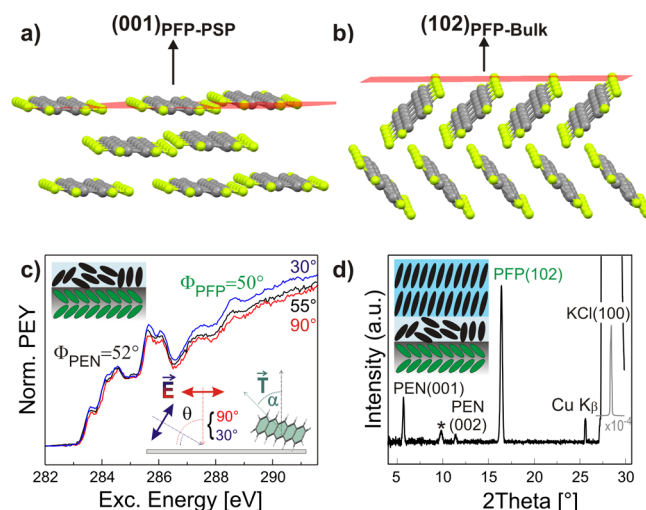 a)
(001)PFP-PSP
b)
(102)PFP-Bulk
c)
ΦPFP=50°
30°
55°
90°
ΦPEN=52°
E
θ
90°
30°
T
α
Norm. PEY
282 284 286 288 290
Exc. Energy [eV]
d)
PFP(102)
KCl(100)
PEN(001)
*
PEN
(002)
Cu Kβ
x10⁻⁴
Intensity (a.u.)
5 10 15 20 25 30
2Theta [°]